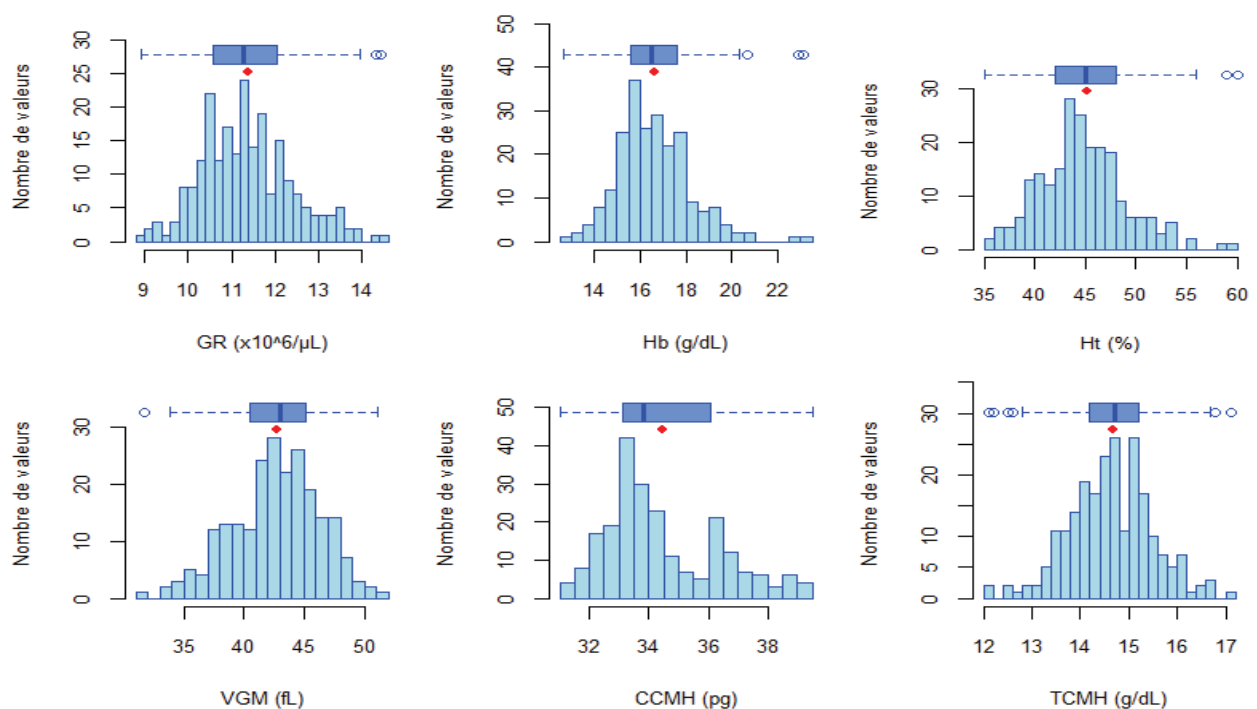 Nombre de valeurs
0 5 10 15 20 25 30
9 10 11 12 13 14
GR (x10^6/µL)
Nombre de valeurs
0 10 20 30 40 50
14 16 18 20 22
Hb (g/dL)
Nombre de valeurs
0 10 20 30
35 40 45 50 55 60
Ht (%)
Nombre de valeurs
0 10 20 30
35 40 45 50
VGM (fL)
Nombre de valeurs
0 10 20 30 40 50
32 34 36 38
CCMH (pg)
Nombre de valeurs
0 5 10 20 30
12 13 14 15 16 17
TCMH (g/dL)